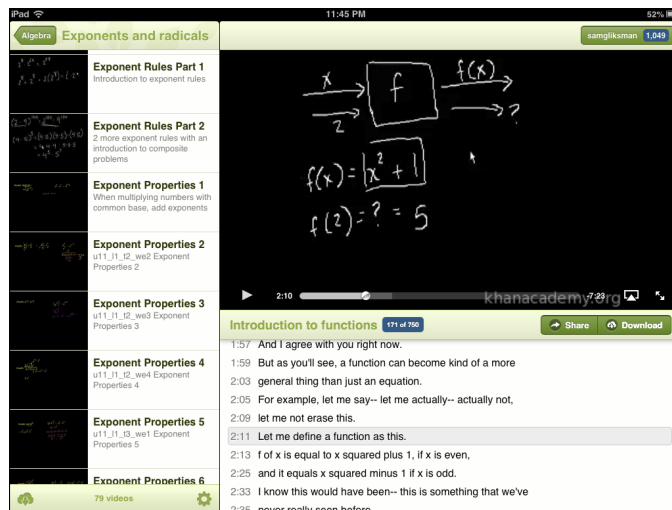 iPad 11:45 PM 52%
Algebra Exponents and radicals
samgliksman 1,049
Exponent Rules Part 1
Introduction to exponent rules
Exponent Rules Part 2
2 more exponent rules with an
introduction to composite
problems
Exponent Properties 1
When multiplying numbers with
common base, add exponents
Exponent Properties 2
u11_l1_t2_we2 Exponent
Properties 2
Exponent Properties 3
u11_l1_t2_we3 Exponent
Properties 3
Exponent Properties 4
u11_l1_t2_we4 Exponent
Properties 4
Exponent Properties 5
u11_l1_t3_we1 Exponent
Properties 5
Exponent Properties 6
79 videos
x f f(x)
2 ?
f(x) = x² + 1
f(2) = ? = 5
2:10 khanacademy.org -7:23
Introduction to functions 171 of 750 Share Download
1:57 And I agree with you right now.
1:59 But as you'll see, a function can become kind of a more
2:03 general thing than just an equation.
2:05 For example, let me say-- let me actually-- actually not,
2:09 let me not erase this.
2:11 Let me define a function as this.
2:13 f of x is equal to x squared plus 1, if x is even,
2:25 and it equals x squared minus 1 if x is odd.
2:33 I know this would have been-- this is something that we've
2:35 never really seen before.